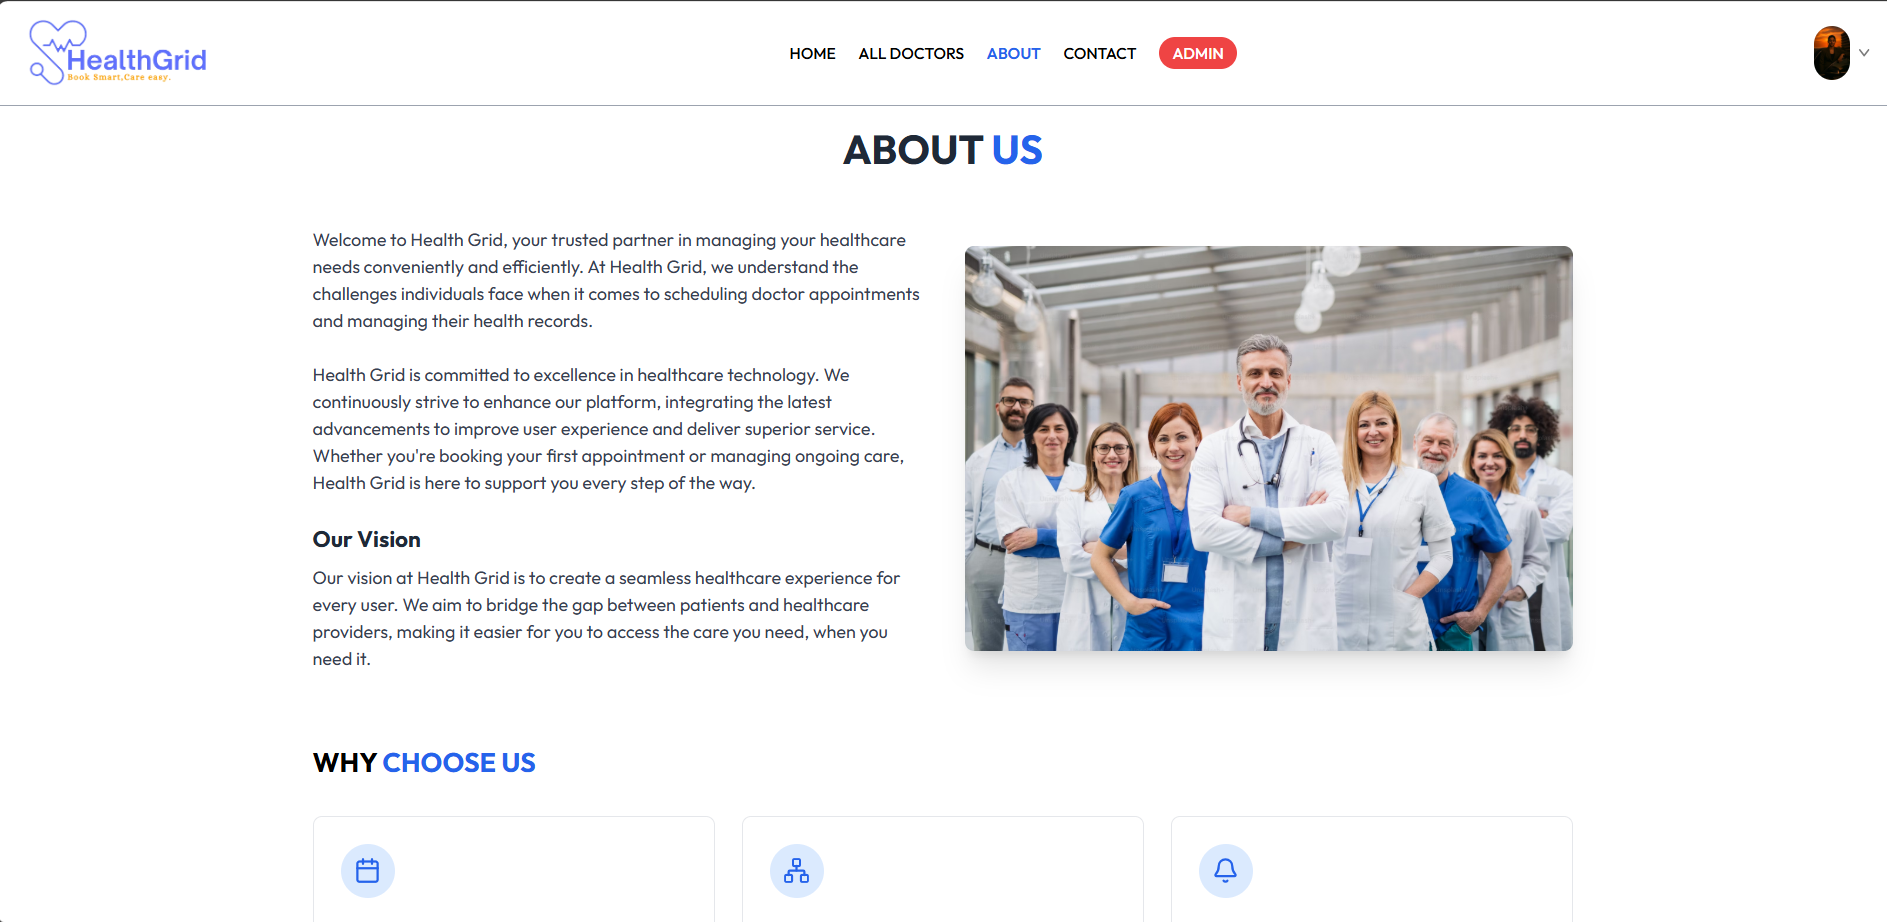 HealthGrid
Book Smart,Care easy.
HOME
ALL DOCTORS
ABOUT
CONTACT
ADMIN
ABOUT US
Welcome to Health Grid, your trusted partner in managing your healthcare
needs conveniently and efficiently. At Health Grid, we understand the
challenges individuals face when it comes to scheduling doctor appointments
and managing their health records.
Health Grid is committed to excellence in healthcare technology. We
continuously strive to enhance our platform, integrating the latest
advancements to improve user experience and deliver superior service.
Whether you're booking your first appointment or managing ongoing care,
Health Grid is here to support you every step of the way.
Our Vision
Our vision at Health Grid is to create a seamless healthcare experience for
every user. We aim to bridge the gap between patients and healthcare
providers, making it easier for you to access the care you need, when you
need it.
WHY CHOOSE US